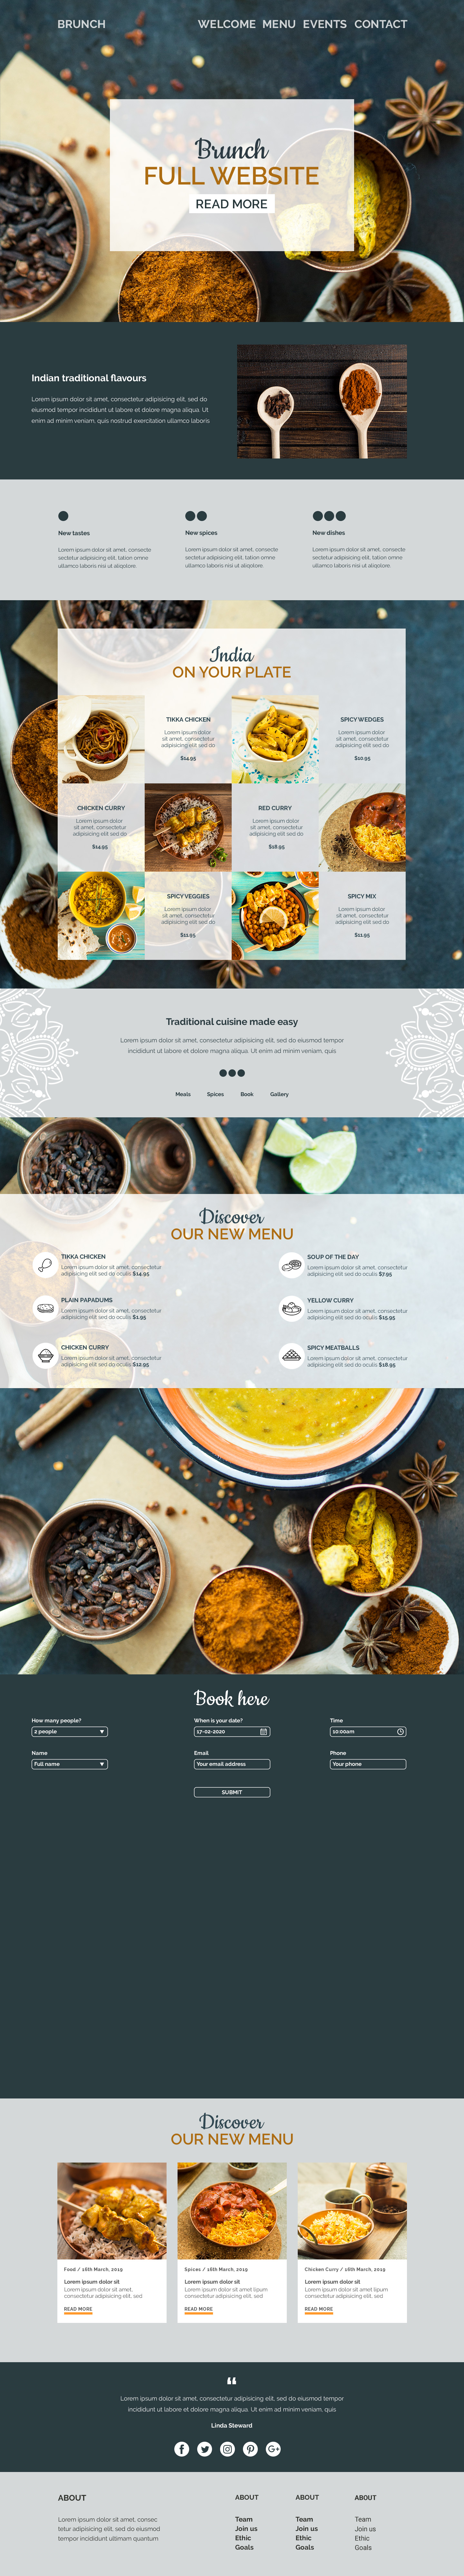 BRUNCH
WELCOME MENU EVENTS CONTACT
Brunch
FULL WEBSITE
READ MORE
Indian traditional flavours
Lorem ipsum dolor sit amet, consectetur adipisicing elit, sed do
eiusmod tempor incididunt ut labore et dolore magna aliqua. Ut
enim ad minim veniam, quis nostrud exercitation ullamco laboris
New tastes
Lorem ipsum dolor sit amet, consecte
sectetur adipisicing elit, tation omne
ullamco laboris nisi ut aliqolore.
New spices
Lorem ipsum dolor sit amet, consecte
sectetur adipisicing elit, tation omne
ullamco laboris nisi ut aliqolore.
New dishes
Lorem ipsum dolor sit amet, consecte
sectetur adipisicing elit, tation omne
ullamco laboris nisi ut aliqolore.
India
ON YOUR PLATE
TIKKA CHICKEN
Lorem ipsum dolor
sit amet, consectetur
adipisicing elit sed do
$14.95
SPICY WEDGES
Lorem ipsum dolor
sit amet, consectetur
adipisicing elit sed do
$10.95
CHICKEN CURRY
Lorem ipsum dolor
sit amet, consectetur
adipisicing elit sed do
$14.95
RED CURRY
Lorem ipsum dolor
sit amet, consectetur
adipisicing elit sed do
$18.95
SPICY VEGGIES
Lorem ipsum dolor
sit amet, consectetur
adipisicing elit sed do
$11.95
SPICY MIX
Lorem ipsum dolor
sit amet, consectetur
adipisicing elit sed do
$11.95
Traditional cuisine made easy
Lorem ipsum dolor sit amet, consectetur adipisicing elit, sed do eiusmod tempor
incididunt ut labore et dolore magna aliqua. Ut enim ad minim veniam, quis
Meals Spices Book Gallery
Discover
OUR NEW MENU
TIKKA CHICKEN
Lorem ipsum dolor sit amet, consectetur
adipisicing elit sed do oculis $14.95
SOUP OF THE DAY
Lorem ipsum dolor sit amet, consectetur
adipisicing elit sed do oculis $7.95
PLAIN PAPADUMS
Lorem ipsum dolor sit amet, consectetur
adipisicing elit sed do oculis $1.95
YELLOW CURRY
Lorem ipsum dolor sit amet, consectetur
adipisicing elit sed do oculis $15.95
CHICKEN CURRY
Lorem ipsum dolor sit amet, consectetur
adipisicing elit sed do oculis $12.95
SPICY MEATBALLS
Lorem ipsum dolor sit amet, consectetur
adipisicing elit sed do oculis $18.95
Book here
How many people?
2 people
When is your date?
17-02-2020
Time
10:00am
Name
Full name
Email
Your email address
Phone
Your phone
SUBMIT
Discover
OUR NEW MENU
Food / 16th March, 2019
Lorem ipsum dolor sit
Lorem ipsum dolor sit amet,
consectetur adipisicing elit, sed
READ MORE
Spices / 16th March, 2019
Lorem ipsum dolor sit
Lorem ipsum dolor sit amet lipum
consectetur adipisicing elit, sed
READ MORE
Chicken Curry / 16th March, 2019
Lorem ipsum dolor sit
Lorem ipsum dolor sit amet lipum
consectetur adipisicing elit, sed
READ MORE
“
Lorem ipsum dolor sit amet, consectetur adipisicing elit, sed do eiusmod tempor
incididunt ut labore et dolore magna aliqua. Ut enim ad minim veniam, quis
Linda Steward
f G+
ABOUT
Lorem ipsum dolor sit amet, consec
tetur adipisicing elit, sed do eiusmod
tempor incididunt ullamam quantum
ABOUT
Team
Join us
Ethic
Goals
ABOUT
Team
Join us
Ethic
Goals
ABOUT
Team
Join us
Ethic
Goals